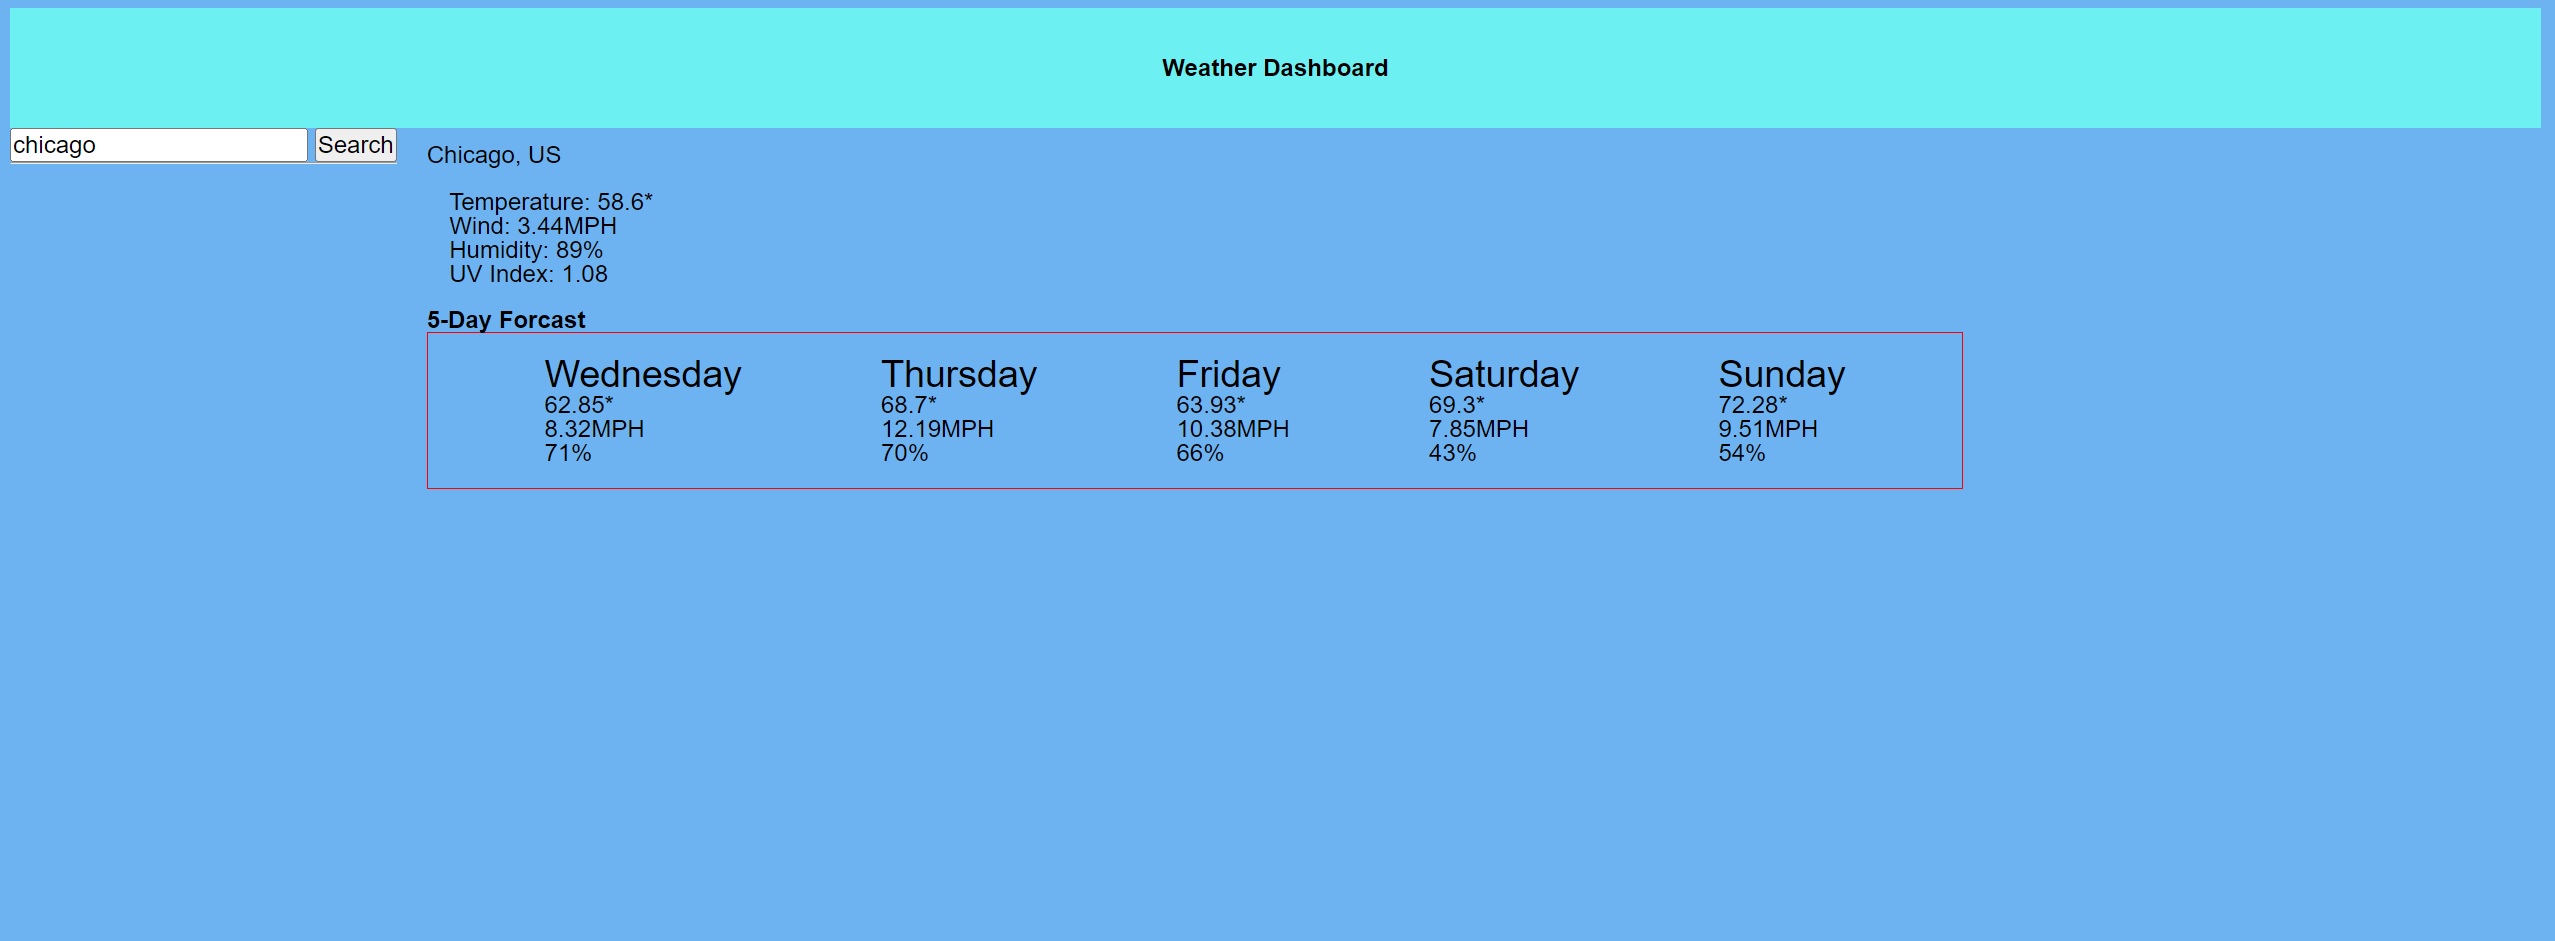 Weather Dashboard
chicago Search
Chicago, US
Temperature: 58.6*
Wind: 3.44MPH
Humidity: 89%
UV Index: 1.08
5-Day Forcast
Wednesday Thursday Friday Saturday Sunday
62.85* 68.7* 63.93* 69.3* 72.28*
8.32MPH 12.19MPH 10.38MPH 7.85MPH 9.51MPH
71% 70% 66% 43% 54%